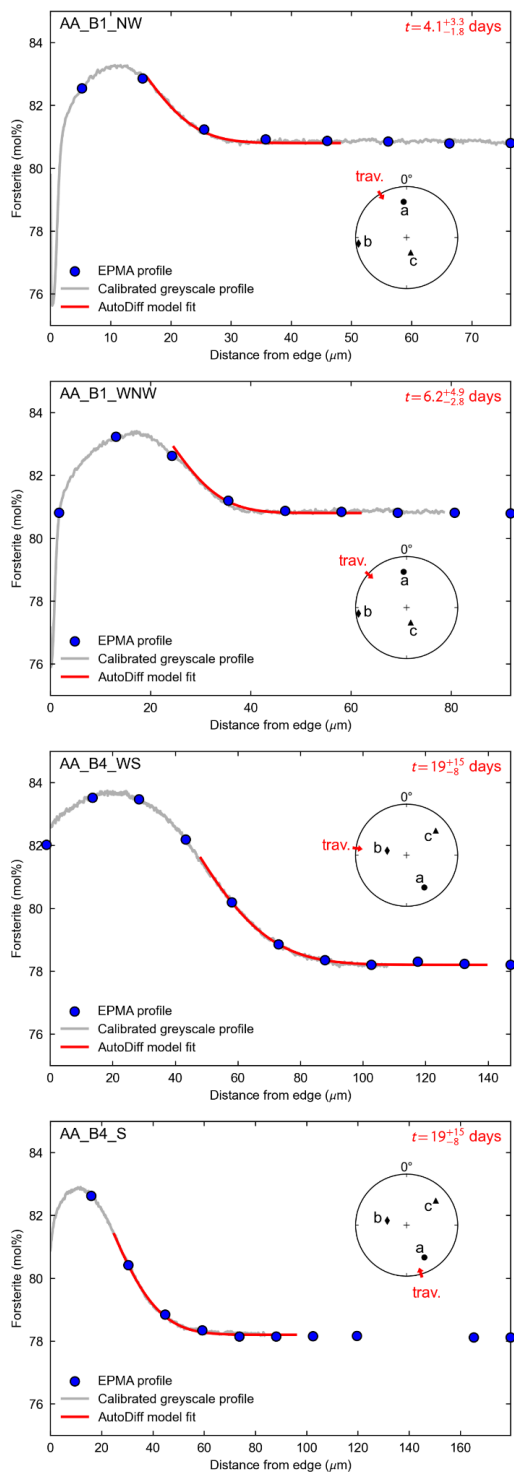 AA_B1_NW
t=4.1+3.3−1.8 days
84
82
80
78
76
Forsterite (mol%)
trav.
0°
a
b
c
EPMA profile
Calibrated greyscale profile
AutoDiff model fit
0 10 20 30 40 50 60 70
Distance from edge (μm)
AA_B1_WNW
t=6.2+4.9−2.8 days
84
82
80
78
76
Forsterite (mol%)
0°
trav.
a
b
c
EPMA profile
Calibrated greyscale profile
AutoDiff model fit
0 20 40 60 80
Distance from edge (μm)
AA_B4_WS
t=19+15−8 days
84
82
80
78
76
Forsterite (mol%)
0°
trav.
b
c
a
EPMA profile
Calibrated greyscale profile
AutoDiff model fit
0 20 40 60 80 100 120 140
Distance from edge (μm)
AA_B4_S
t=19+15−8 days
84
82
80
78
76
Forsterite (mol%)
0°
c
b
a
trav.
EPMA profile
Calibrated greyscale profile
AutoDiff model fit
0 20 40 60 80 100 120 140 160
Distance from edge (μm)